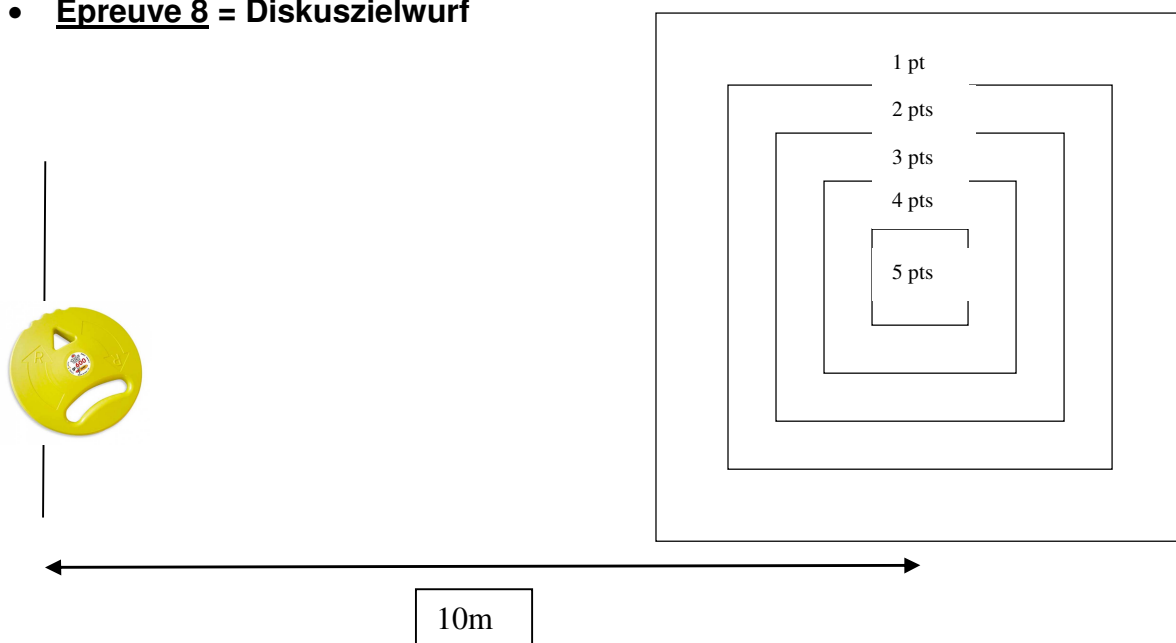 • Epreuve 8 = Diskuszielwurf
1 pt
2 pts
3 pts
4 pts
5 pts
R
10m